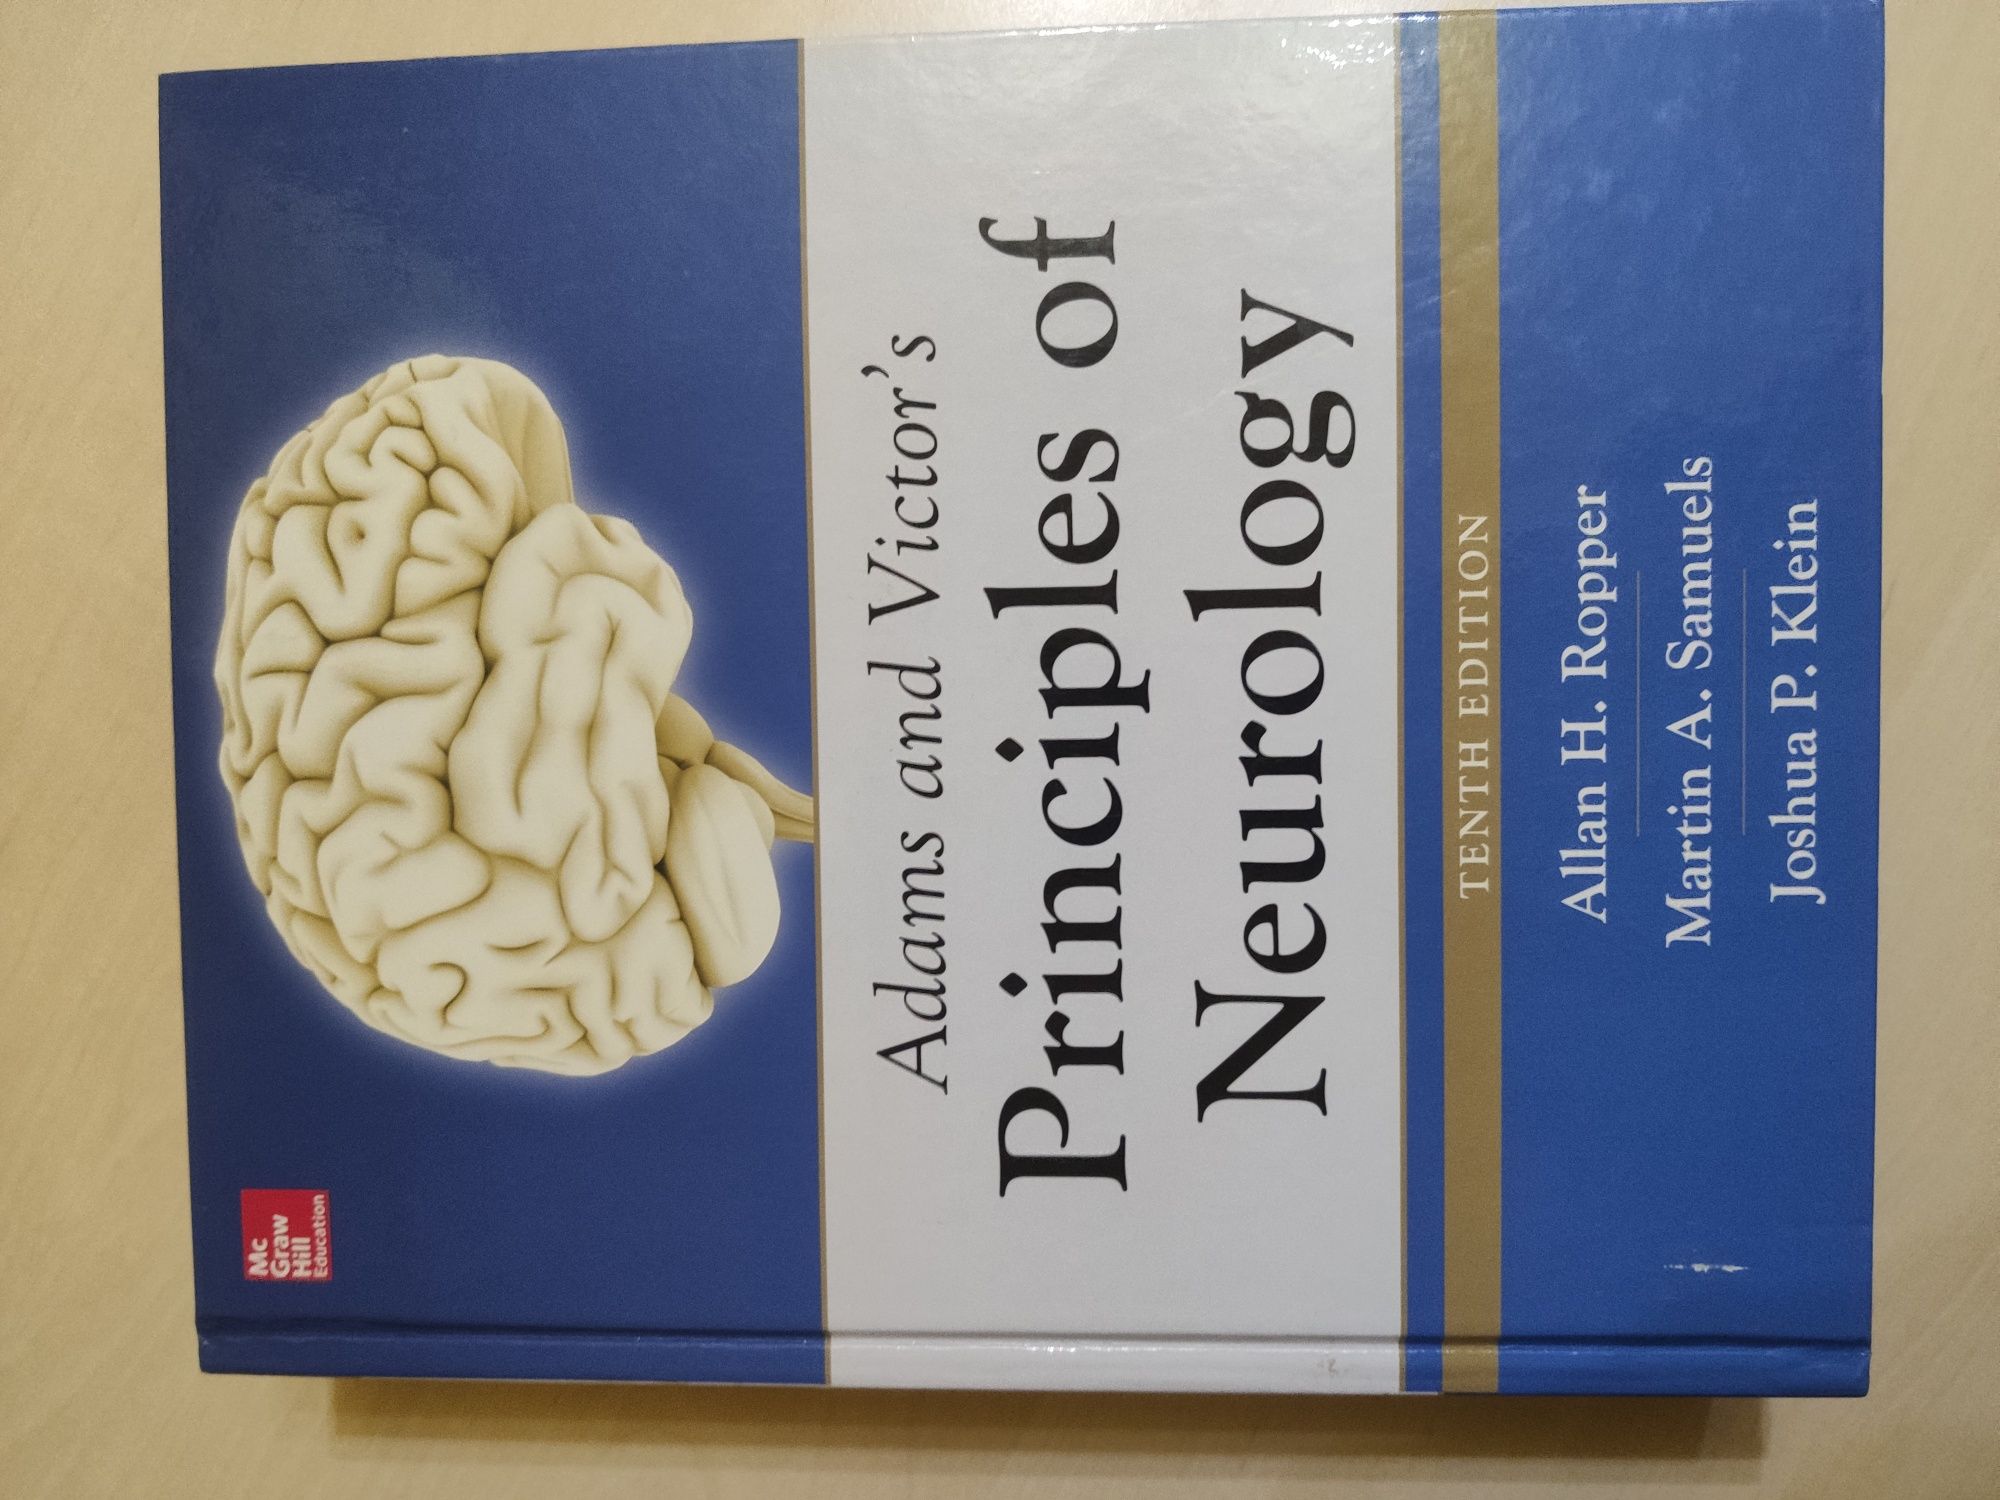 Mc
Graw
Hill
Education
Adams and Victor's
Principles of
Neurology
TENTH EDITION
Allan H. Ropper
Martin A. Samuels
Joshua P. Klein